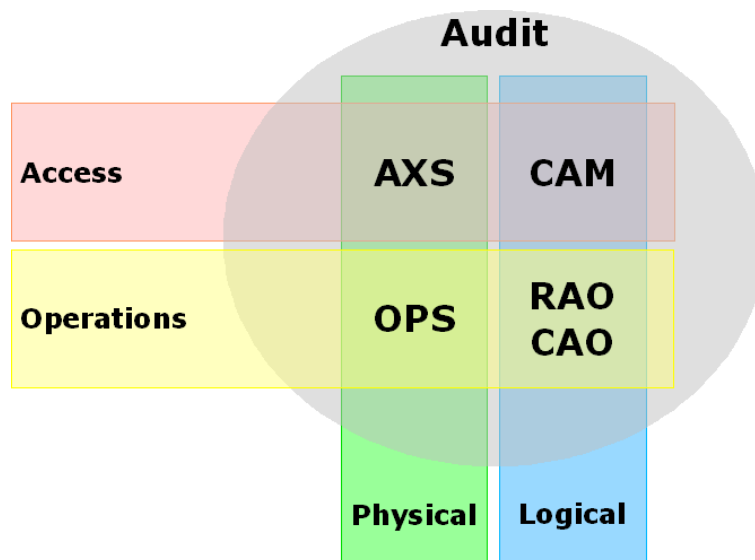 Audit
Access
AXS
CAM
Operations
OPS
RAO
CAO
Physical
Logical